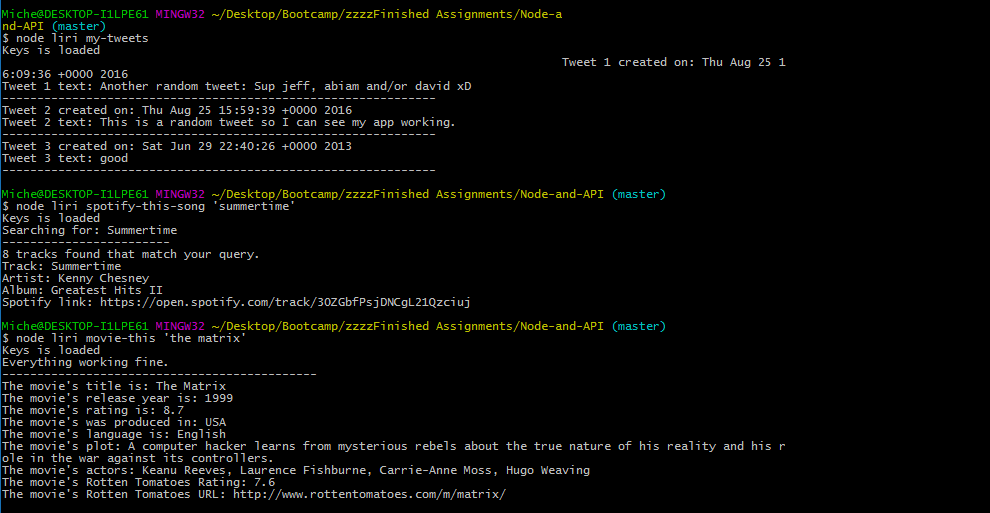 Miche@DESKTOP-I1LPE61 MINGW32 ~/Desktop/Bootcamp/zzzzFinished Assignments/Node-a
nd-API (master)
$ node liri my-tweets
Keys is loaded
Tweet 1 created on: Thu Aug 25 1
6:09:36 +0000 2016
Tweet 1 text: Another random tweet: Sup jeff, abiam and/or david xD
--------------------------------------------------------------
Tweet 2 created on: Thu Aug 25 15:59:39 +0000 2016
Tweet 2 text: This is a random tweet so I can see my app working.
--------------------------------------------------------------
Tweet 3 created on: Sat Jun 29 22:40:26 +0000 2013
Tweet 3 text: good
--------------------------------------------------------------
Miche@DESKTOP-I1LPE61 MINGW32 ~/Desktop/Bootcamp/zzzzFinished Assignments/Node-and-API (master)
$ node liri spotify-this-song 'summertime'
Keys is loaded
Searching for: Summertime
------------------------
8 tracks found that match your query.
Track: Summertime
Artist: Kenny Chesney
Album: Greatest Hits II
Spotify link: https://open.spotify.com/track/3OZGbfPsjDNCgL21Qzciuj
Miche@DESKTOP-I1LPE61 MINGW32 ~/Desktop/Bootcamp/zzzzFinished Assignments/Node-and-API (master)
$ node liri movie-this 'the matrix'
Keys is loaded
Everything working fine.
---------------------------------------------
The movie's title is: The Matrix
The movie's release year is: 1999
The movie's rating is: 8.7
The movie's was produced in: USA
The movie's language is: English
The movie's plot: A computer hacker learns from mysterious rebels about the true nature of his reality and his r
ole in the war against its controllers.
The movie's actors: Keanu Reeves, Laurence Fishburne, Carrie-Anne Moss, Hugo Weaving
The movie's Rotten Tomatoes Rating: 7.6
The movie's Rotten Tomatoes URL: http://www.rottentomatoes.com/m/matrix/